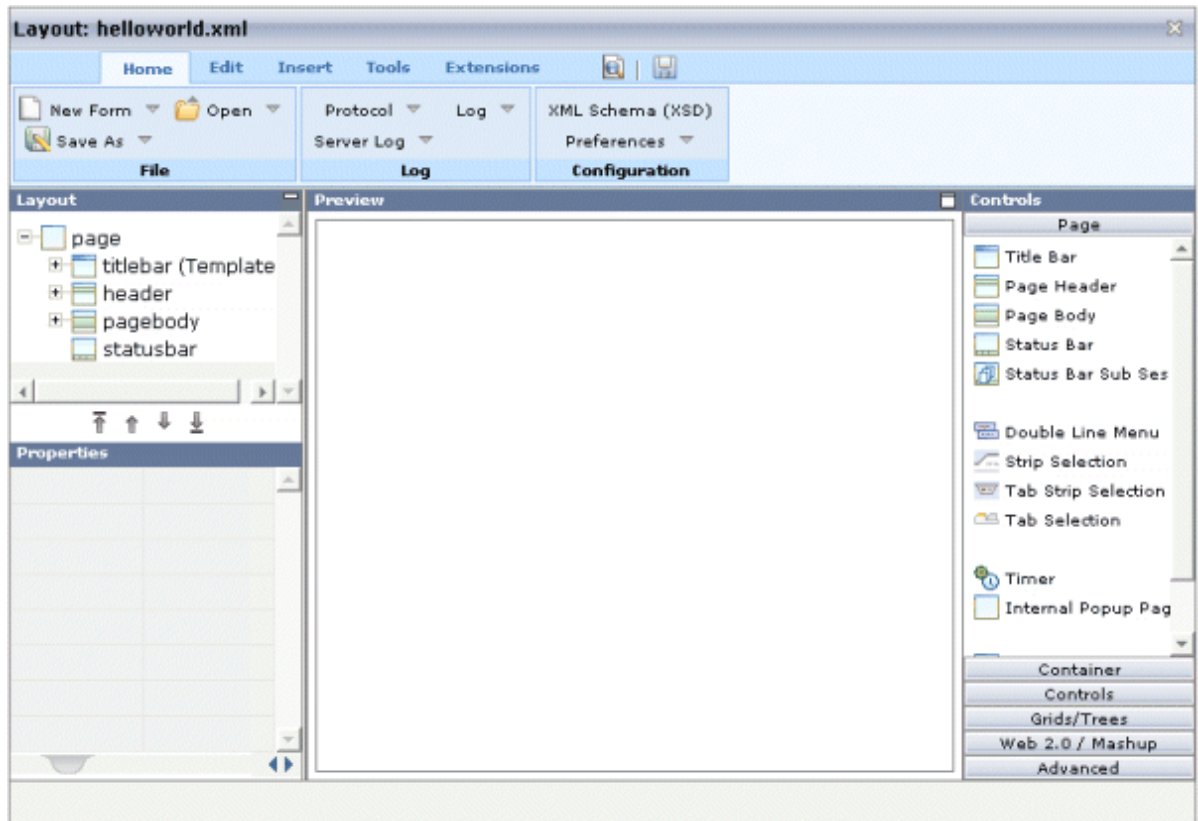 Layout: helloworld.xml
Home Edit Insert Tools Extensions
New Form Open Protocol Log XML Schema (XSD)
Save As Server Log Preferences
File Log Configuration
Layout Preview Controls
page
titlebar (Template
header
pagebody
statusbar
Properties
Page
Title Bar
Page Header
Page Body
Status Bar
Status Bar Sub Ses
Double Line Menu
Strip Selection
Tab Strip Selection
Tab Selection
Timer
Internal Popup Pag
Container
Controls
Grids/Trees
Web 2.0 / Mashup
Advanced